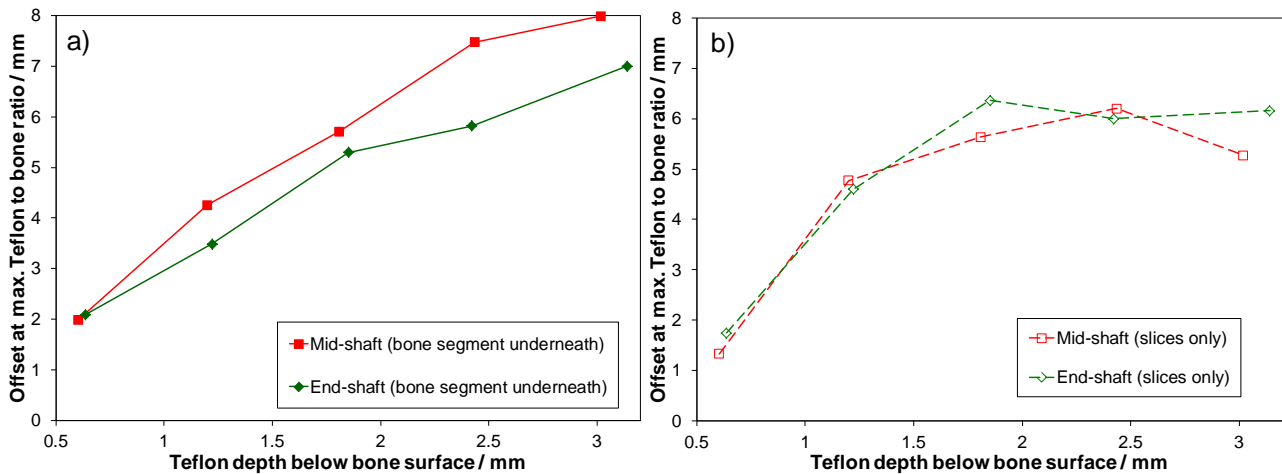 a)
Offset at max. Teflon to bone ratio / mm
8
7
6
5
4
3
2
1
0
Mid-shaft (bone segment underneath)
End-shaft (bone segment underneath)
0.5 1 1.5 2 2.5 3
Teflon depth below bone surface / mm
b)
Offset at max. Teflon to bone ratio / mm
8
7
6
5
4
3
2
1
0
Mid-shaft (slices only)
End-shaft (slices only)
0.5 1 1.5 2 2.5 3
Teflon depth below bone surface / mm